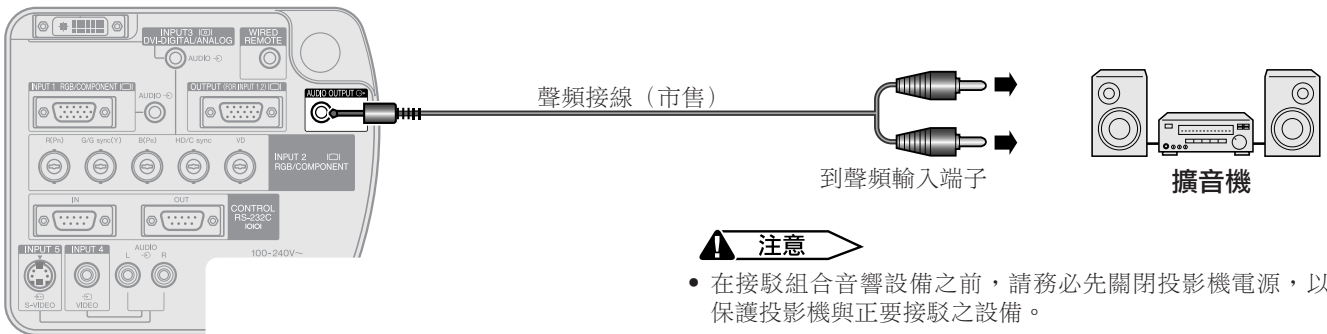 INPUT3
DVI-DIGITAL/ANALOG
WIRED
REMOTE
AUDIO
INPUT 1 RGB/COMPONENT
AUDIO
OUTPUT (FOR INPUT 1,2)
AUDIO OUTPUT
聲頻接線（市售）
R(PR) G/G sync(Y) B(PB) HD/C sync VD
INPUT 2
RGB/COMPONENT
到聲頻輸入端子
擴音機
IN OUT
CONTROL
RS-232C
IOIOI
INPUT 5 INPUT 4 AUDIO
L R
100-240V~
S-VIDEO VIDEO
注意
• 在接駁組合音響設備之前，請務必先關閉投影機電源，以
保護投影機與正要接駁之設備。